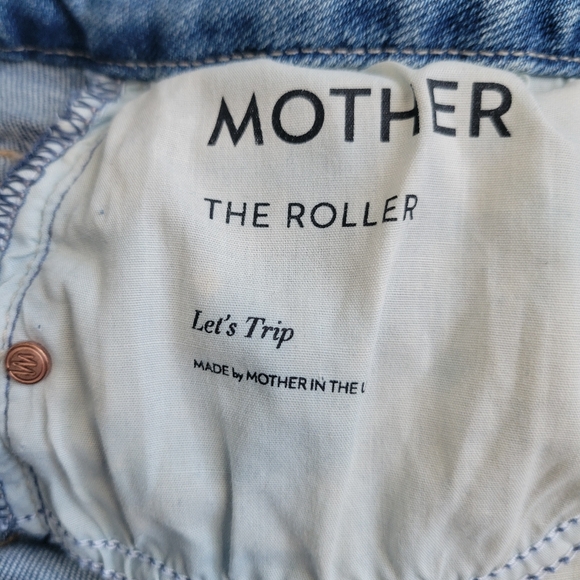 MOTHER
THE ROLLER
Let's Trip
MADE by MOTHER IN THE